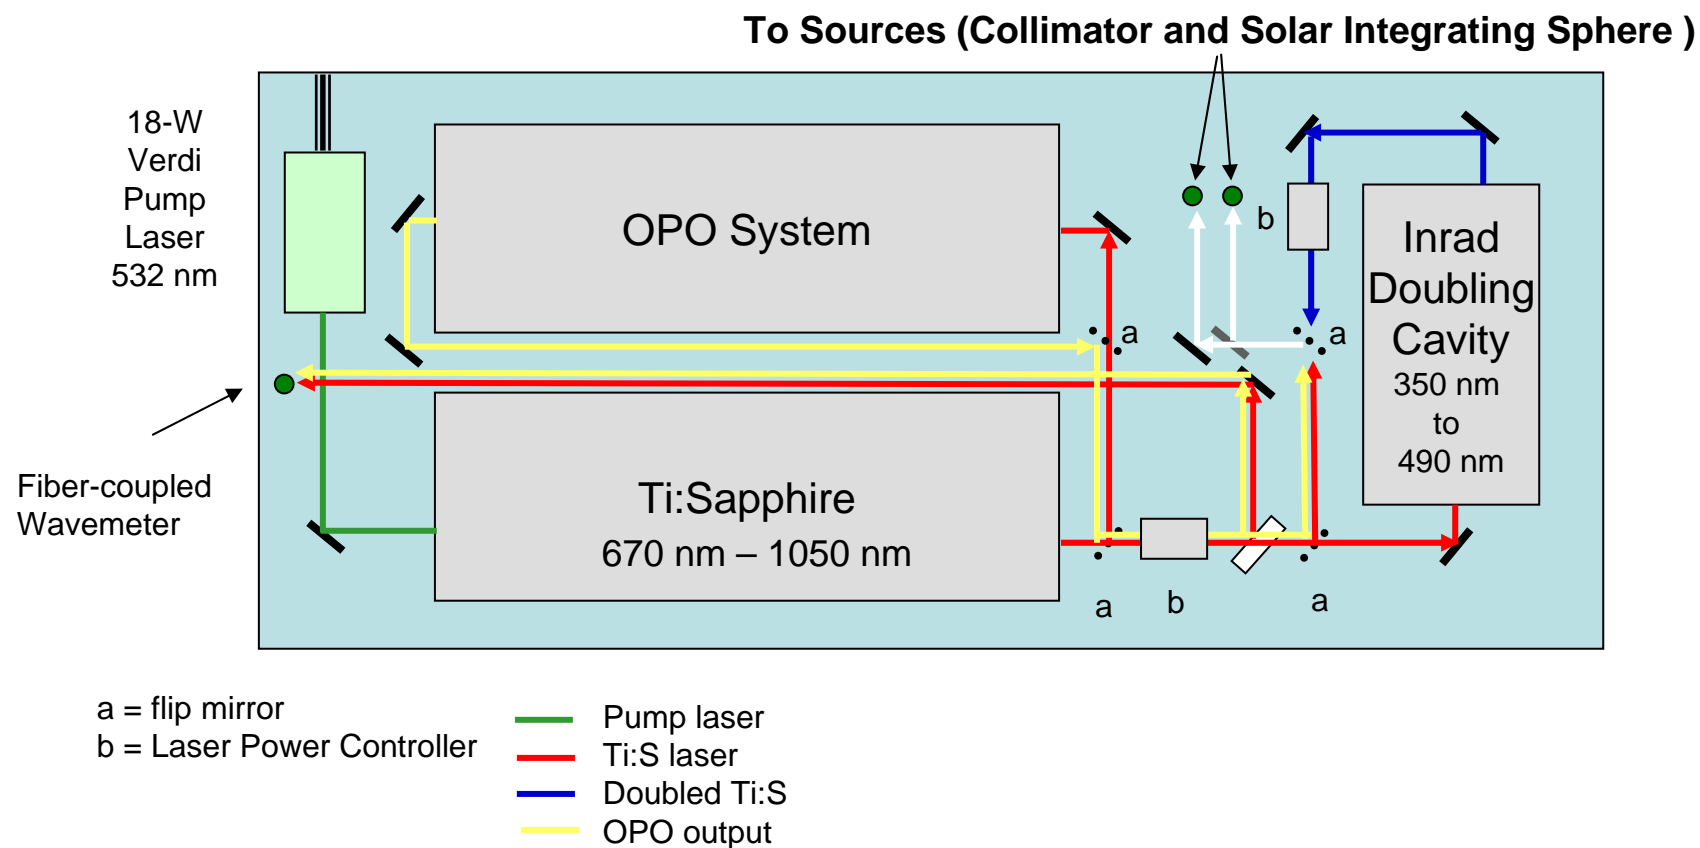 To Sources (Collimator and Solar Integrating Sphere )
18-W
Verdi
Pump
Laser
532 nm
OPO System
b
Inrad
Doubling
Cavity
350 nm
to
490 nm
a
a
Fiber-coupled
Wavemeter
Ti:Sapphire
670 nm – 1050 nm
a
b
a
a = flip mirror
b = Laser Power Controller
Pump laser
Ti:S laser
Doubled Ti:S
OPO output